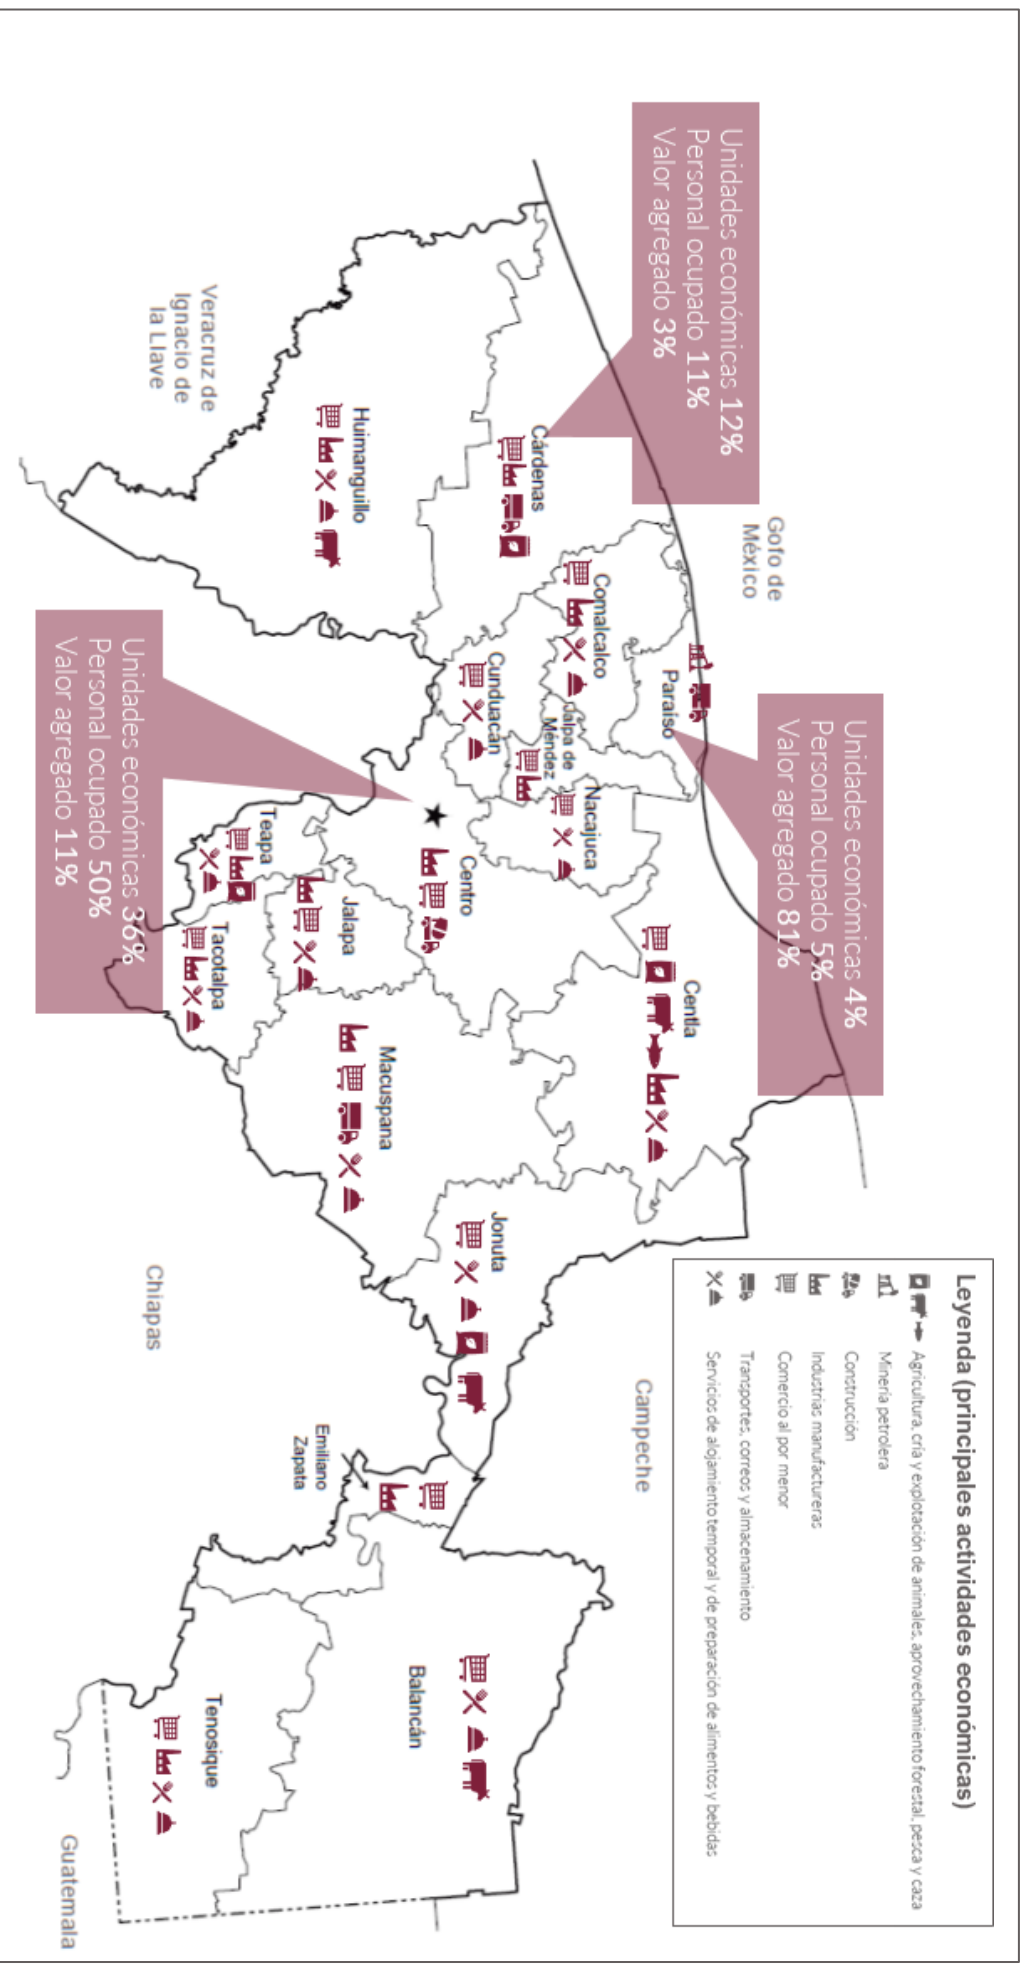 Unidades económicas 4%
Personal ocupado 5%
Valor agregado 81%
Unidades económicas 12%
Personal ocupado 11%
Valor agregado 3%
Gofo de
México
Leyenda (principales actividades económicas)
Agricultura, cría y explotación de animales, aprovechamiento forestal, pesca y caza
Minería petrolera
Construcción
Industrias manufactureras
Comercio al por menor
Transportes, correos y almacenamiento
Servicios de alojamiento temporal y de preparación de alimentos y bebidas
Paraíso
Centla
Campeche
Comalcalco
Nacajuca
Jalpa de
Méndez
Cárdenas
Cunduacán
Jonuta
Centro
Balancán
Macuspana
Huimanguillo
Jalapa
Emiliano
Zapata
Teapa
Tacotalpa
Tenosique
Veracruz de
Ignacio de
la Llave
Chiapas
Unidades económicas 36%
Personal ocupado 50%
Valor agregado 11%
Guatemala